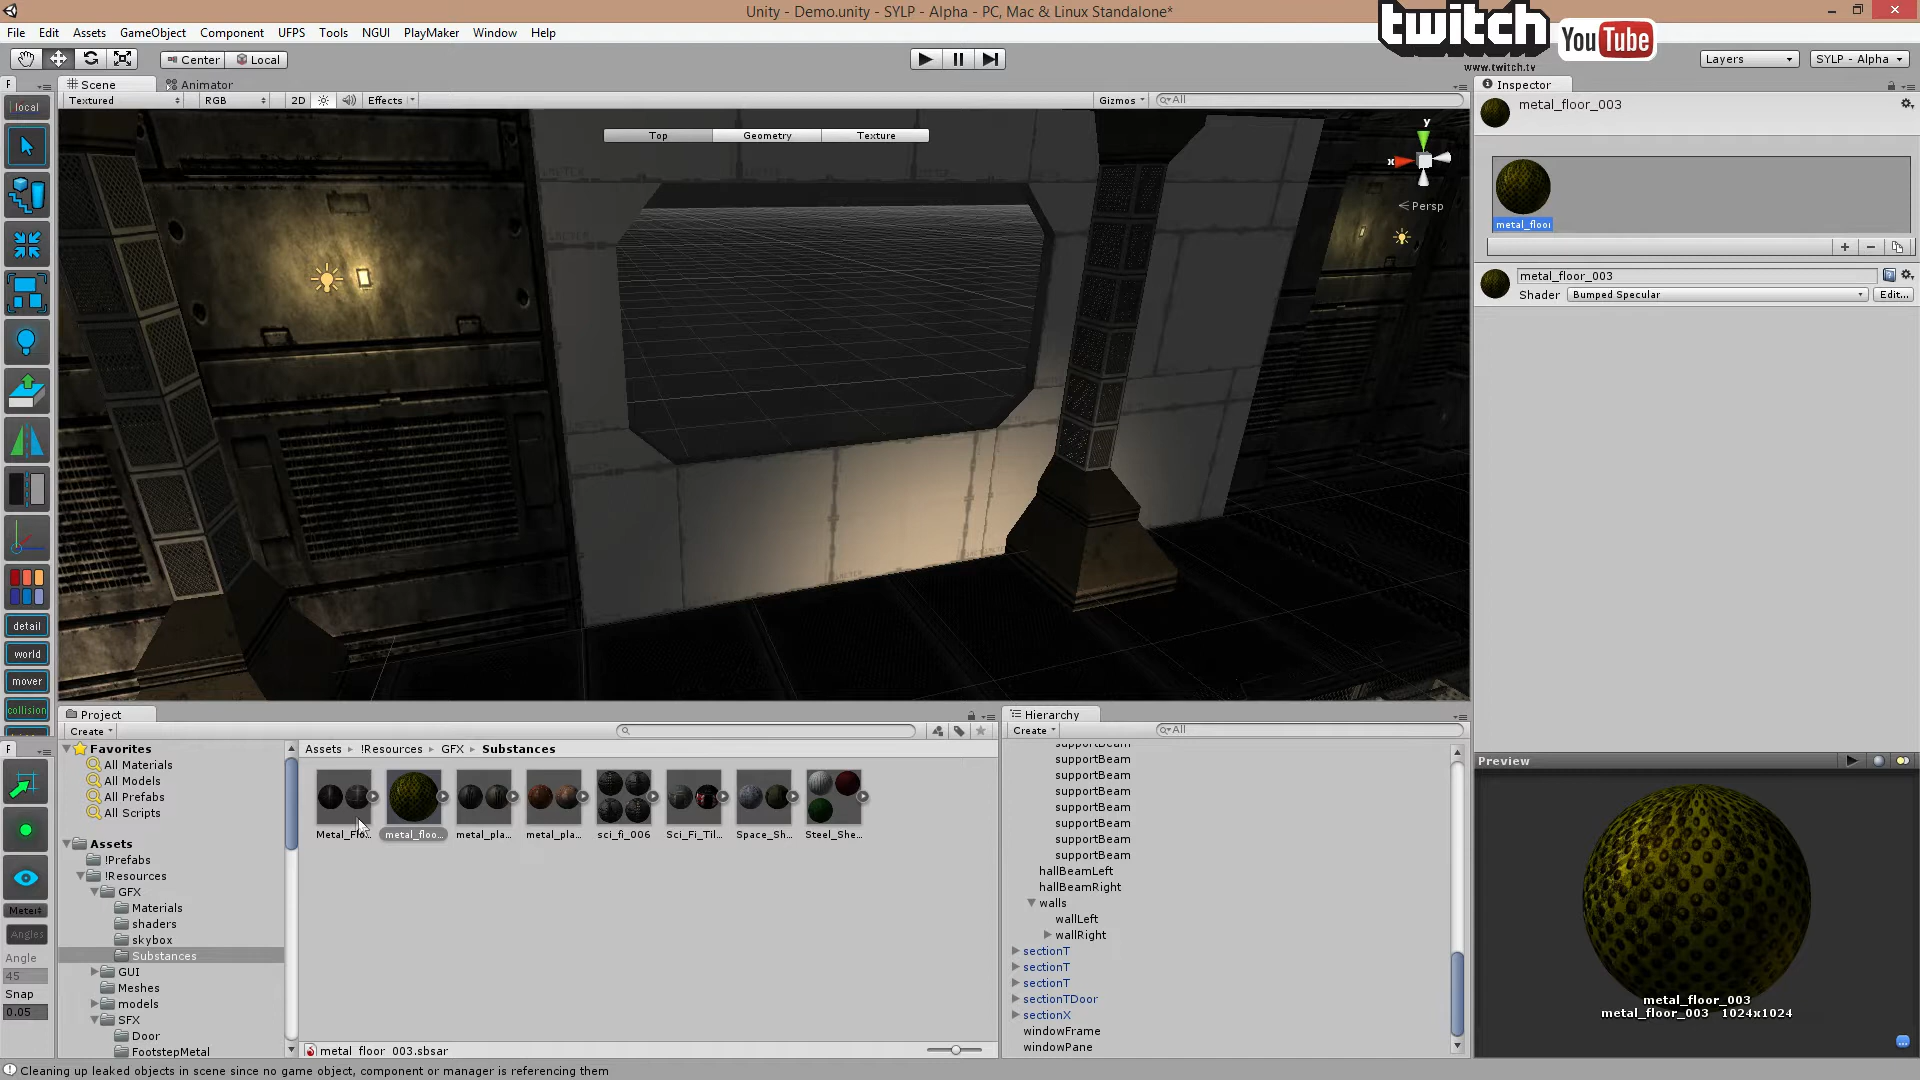 Unity - Demo.unity - SYLP - Alpha - PC, Mac & Linux Standalone*
twitch
www.twitch.tv
YouTube
File Edit Assets GameObject Component UFPS Tools NGUI PlayMaker Window Help
Center Local
Layers
SYLP - Alpha
Scene Animator
Textured RGB 2D Effects Gizmos All
Top Geometry Texture
y
x
Persp
local
detail
world
mover
collision
Inspector
metal_floor_003
metal_floor
metal_floor_003
Shader Bumped Specular Edit...
Project
Create
Favorites
All Materials
All Models
All Prefabs
All Scripts
Assets
!Prefabs
!Resources
GFX
Materials
shaders
skybox
Substances
GUI
Meshes
models
SFX
Door
FootstepMetal
Meters
Angles
Angle
45
Snap
0.05
Assets !Resources GFX Substances
Metal_Flo...
metal_floo...
metal_pla...
metal_pla...
sci_fi_006
Sci_Fi_Til...
Space_Sh...
Steel_She...
metal_floor_003.sbsar
Hierarchy
Create All
supportBeam
supportBeam
supportBeam
supportBeam
supportBeam
supportBeam
supportBeam
supportBeam
hallBeamLeft
hallBeamRight
walls
wallLeft
wallRight
sectionT
sectionT
sectionT
sectionTDoor
sectionX
windowFrame
windowPane
Preview
metal_floor_003
metal_floor_003 1024x1024
Cleaning up leaked objects in scene since no game object, component or manager is referencing them